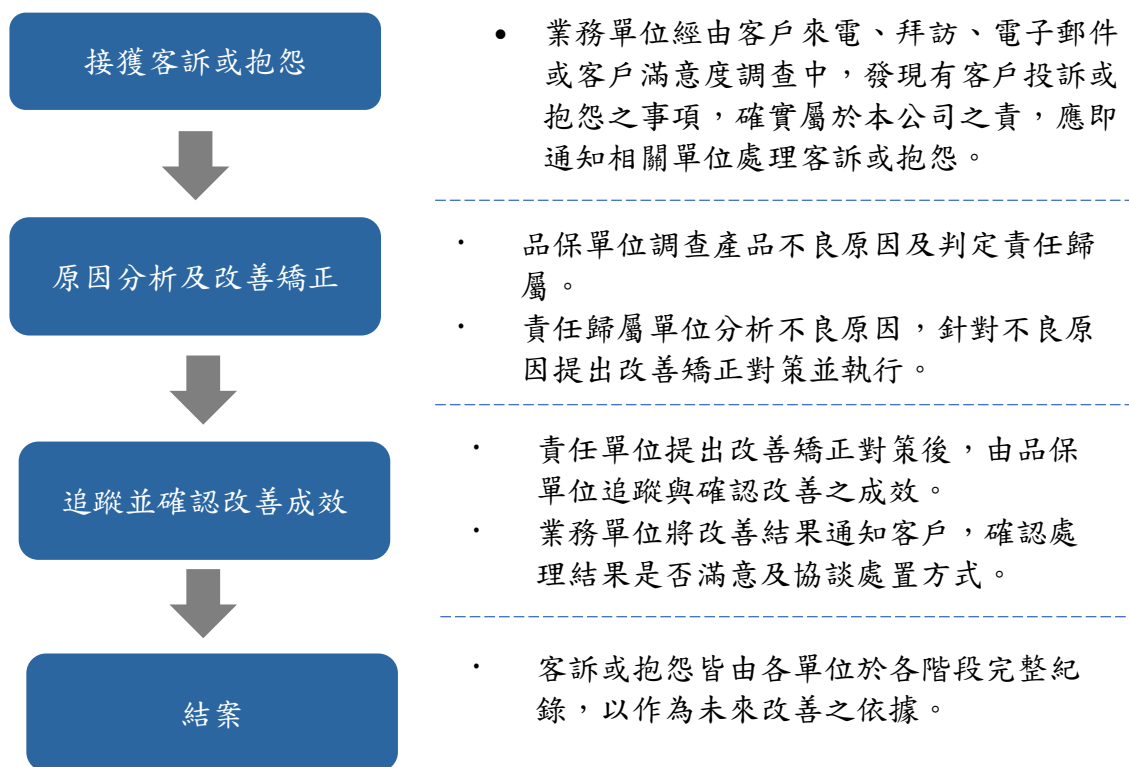 接獲客訴或抱怨
• 業務單位經由客戶來電、拜訪、電子郵件
或客戶滿意度調查中，發現有客戶投訴或
抱怨之事項，確實屬於本公司之責，應即
通知相關單位處理客訴或抱怨。
原因分析及改善矯正
· 品保單位調查產品不良原因及判定責任歸
屬。
· 責任歸屬單位分析不良原因，針對不良原
因提出改善矯正對策並執行。
追蹤並確認改善成效
· 責任單位提出改善矯正對策後，由品保
單位追蹤與確認改善之成效。
· 業務單位將改善結果通知客戶，確認處
理結果是否滿意及協談處置方式。
結案
· 客訴或抱怨皆由各單位於各階段完整紀
錄，以作為未來改善之依據。